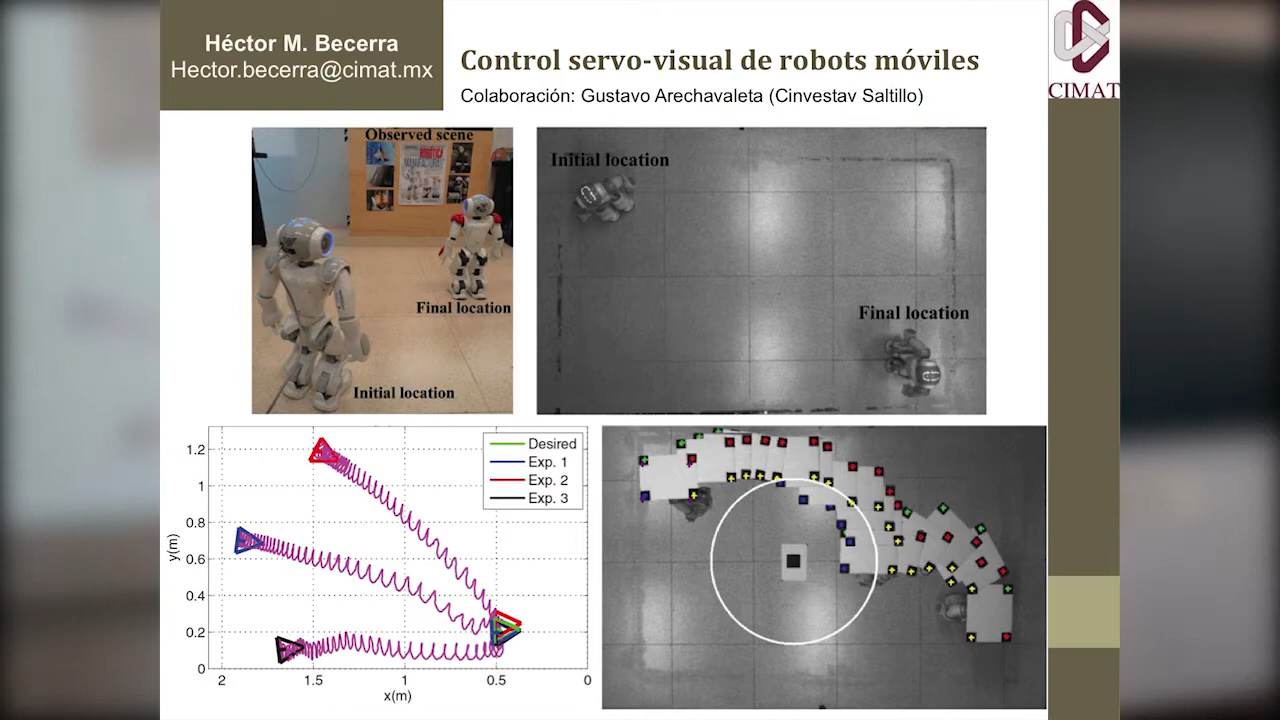 Héctor M. Becerra
Hector.becerra@cimat.mx
Control servo-visual de robots móviles
Colaboración: Gustavo Arechavaleta (Cinvestav Saltillo)
CIMAT
Observed scene
ROBÓTICA
Final location
Initial location
Initial location
Final location
Desired
Exp. 1
Exp. 2
Exp. 3
y(m)
1.2
1
0.8
0.6
0.4
0.2
0
2
1.5
1
0.5
0
x(m)